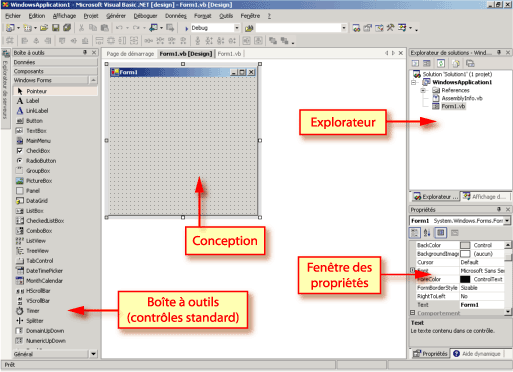 WindowsApplication1 - Microsoft Visual Basic .NET [design] - Form1.vb [Design]
Fichier Edition Affichage Projet Générer Déboguer Données Format Outils Fenêtre ?
Debug
Boîte à outils
Données
Composants
Windows Forms
Pointeur
Label
LinkLabel
Button
TextBox
MainMenu
CheckBox
RadioButton
GroupBox
PictureBox
Panel
DataGrid
ListBox
CheckedListBox
ComboBox
ListView
TreeView
TabControl
DateTimePicker
MonthCalendar
HScrollBar
VScrollBar
Timer
Splitter
DomainUpDown
NumericUpDown
Général
Prêt
Explorateur de serveurs
Page de démarrage Form1.vb [Design] Form1.vb
Form1
Conception
Boîte à outils
(contrôles standard)
Explorateur
Fenêtre des
propriétés
Explorateur de solutions - Wind...
Solution 'Solution1' (1 projet)
WindowsApplication1
References
AssemblyInfo.vb
Form1.vb
Explorateur ... Affichage d...
Propriétés
Form1 System.Windows.Forms.For
BackColor Control
BackgroundImage (aucun)
Cursor Default
Font Microsoft Sans Se
ForeColor ControlText
FormBorderStyle Sizable
RightToLeft No
Text Form1
Comportement
Text
Le texte contenu dans ce contrôle.
Propriétés Aide dynamique